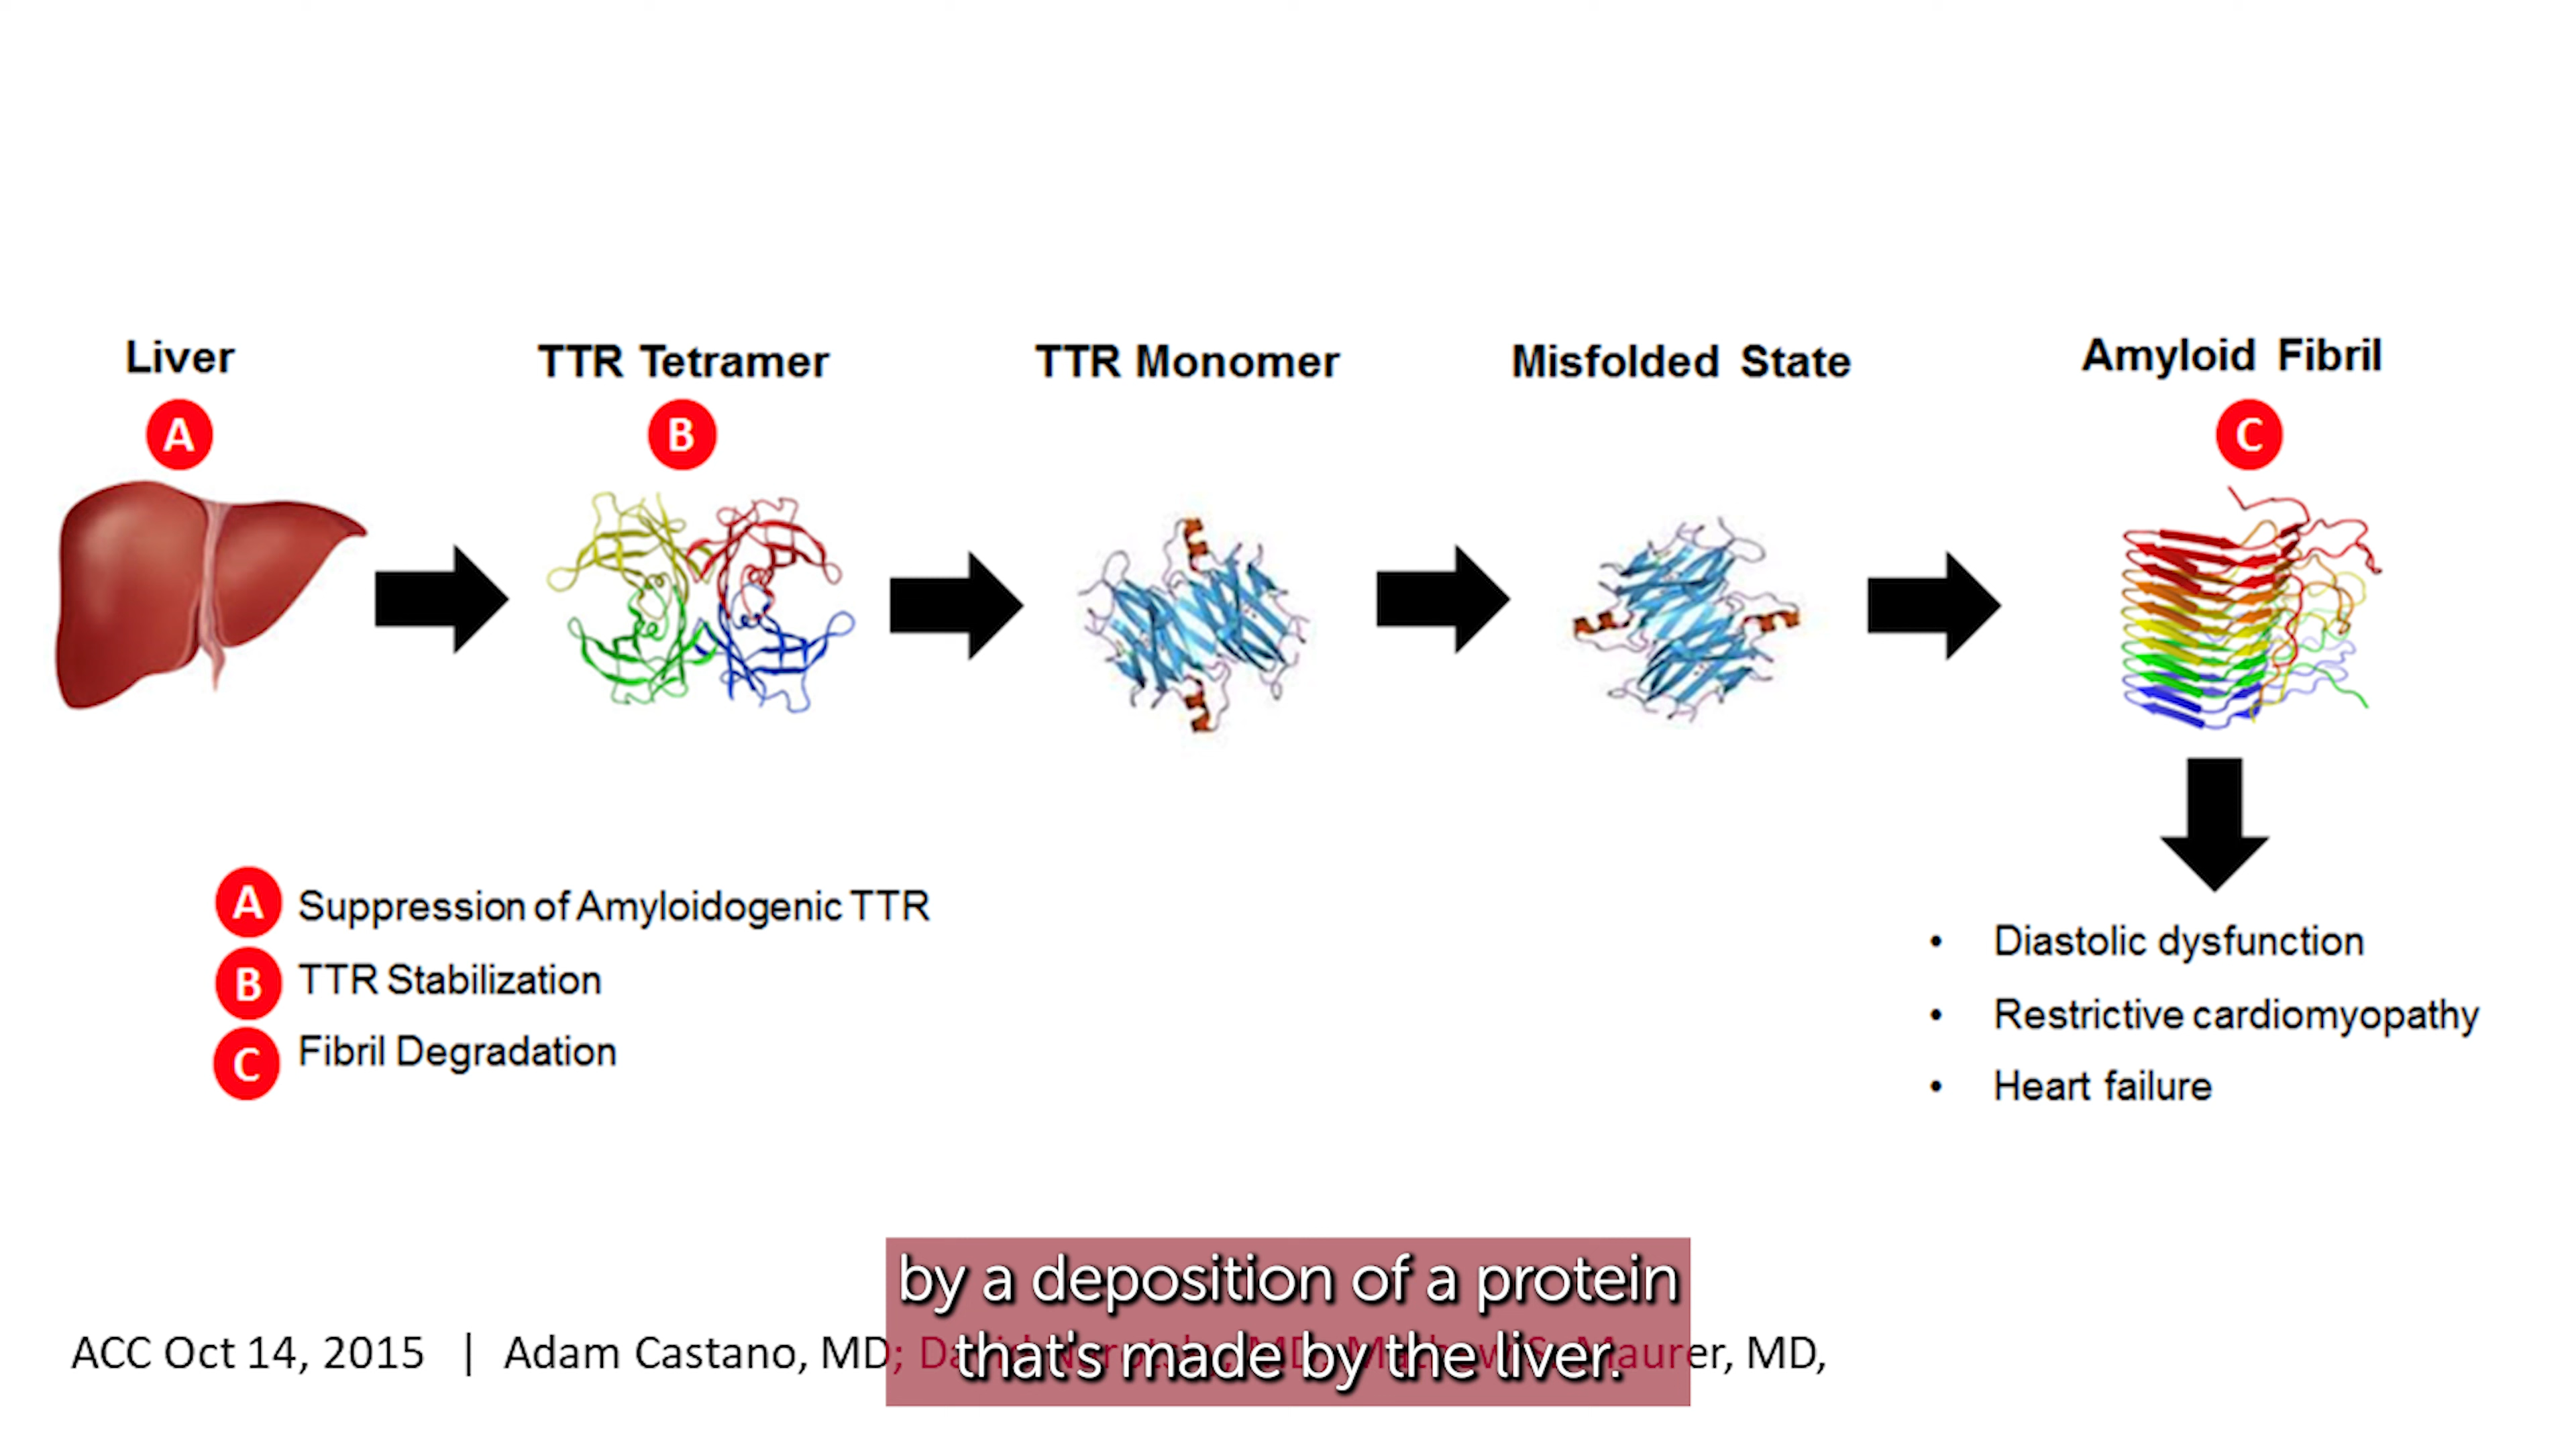 Liver
TTR Tetramer
TTR Monomer
Misfolded State
Amyloid Fibril
A
B
C
A Suppression of Amyloidogenic TTR
B TTR Stabilization
C Fibril Degradation
• Diastolic dysfunction
• Restrictive cardiomyopathy
• Heart failure
by a deposition of a protein
that's made by the liver.
ACC Oct 14, 2015 | Adam Castano, MD; Maurer, MD,